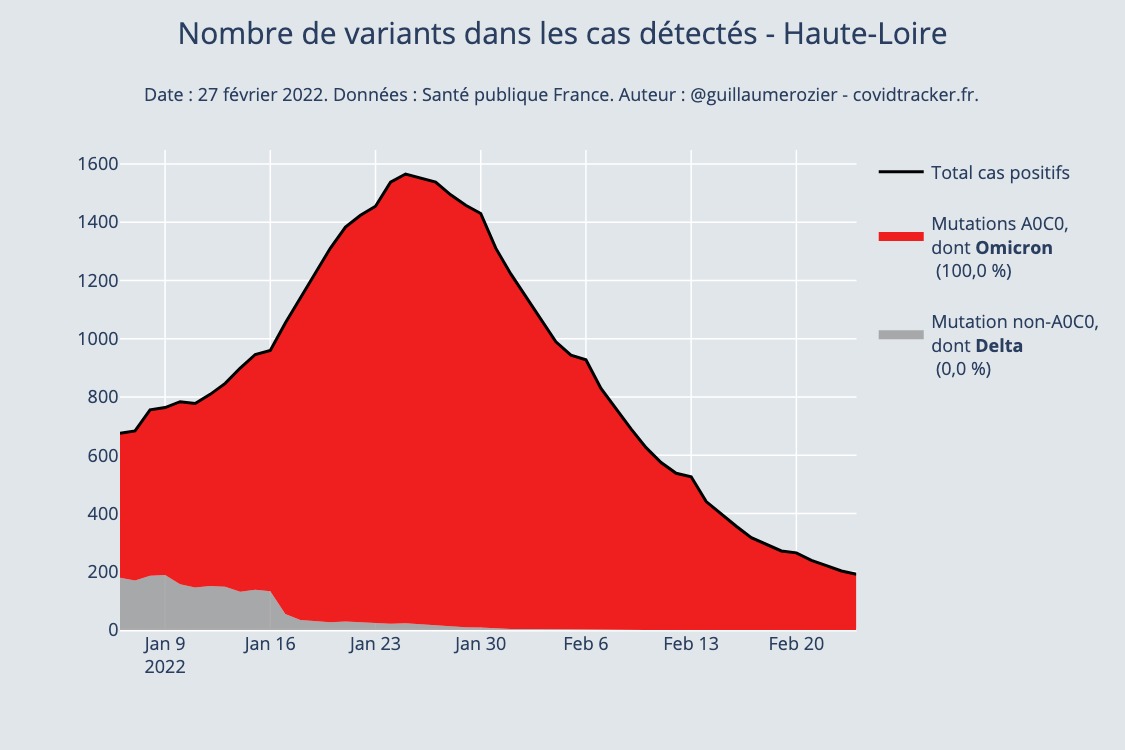 Nombre de variants dans les cas détectés - Haute-Loire
Date : 27 février 2022. Données : Santé publique France. Auteur : @guillaumerozier - covidtracker.fr.
1600
1400
1200
1000
800
600
400
200
0
Jan 9
2022
Jan 16
Jan 23
Jan 30
Feb 6
Feb 13
Feb 20
Total cas positifs
Mutations A0C0,
dont Omicron
(100,0 %)
Mutation non-A0C0,
dont Delta
(0,0 %)